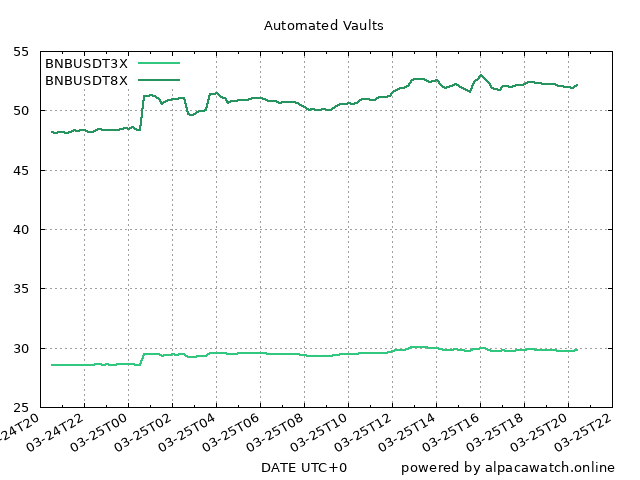 Automated Vaults
BNBUSDT3X
BNBUSDT8X
55
50
45
40
35
30
25
-24T20
03-24T22
03-25T00
03-25T02
03-25T04
03-25T06
03-25T08
03-25T10
03-25T12
03-25T14
03-25T16
03-25T18
03-25T20
03-25T22
DATE UTC+0
powered by alpacawatch.online